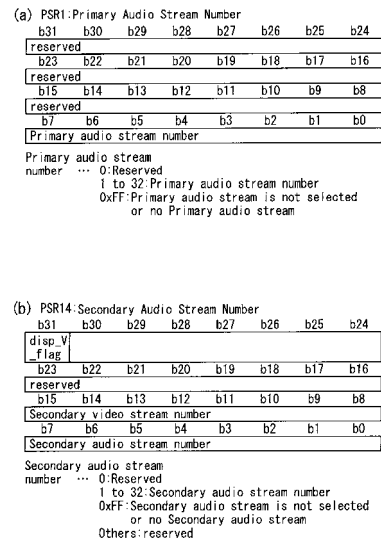 (a) PSR1:Primary Audio Stream Number
b31 b30 b29 b28 b27 b26 b25 b24
reserved
b23 b22 b21 b20 b19 b18 b17 b16
reserved
b15 b14 b13 b12 b11 b10 b9 b8
reserved
b7 b6 b5 b4 b3 b2 b1 b0
Primary audio stream number
Primary audio stream
number … 0:Reserved
1 to 32:Primary audio stream number
0xFF:Primary audio stream is not selected
or no Primary audio stream
(b) PSR14:Secondary Audio Stream Number
b31 b30 b29 b28 b27 b26 b25 b24
disp_V
_flag
b23 b22 b21 b20 b19 b18 b17 b16
reserved
b15 b14 b13 b12 b11 b10 b9 b8
Secondary video stream number
b7 b6 b5 b4 b3 b2 b1 b0
Secondary audio stream number
Secondary audio stream
number … 0:Reserved
1 to 32:Secondary audio stream number
0xFF:Secondary audio stream is not selected
or no Secondary audio stream
Others:reserved